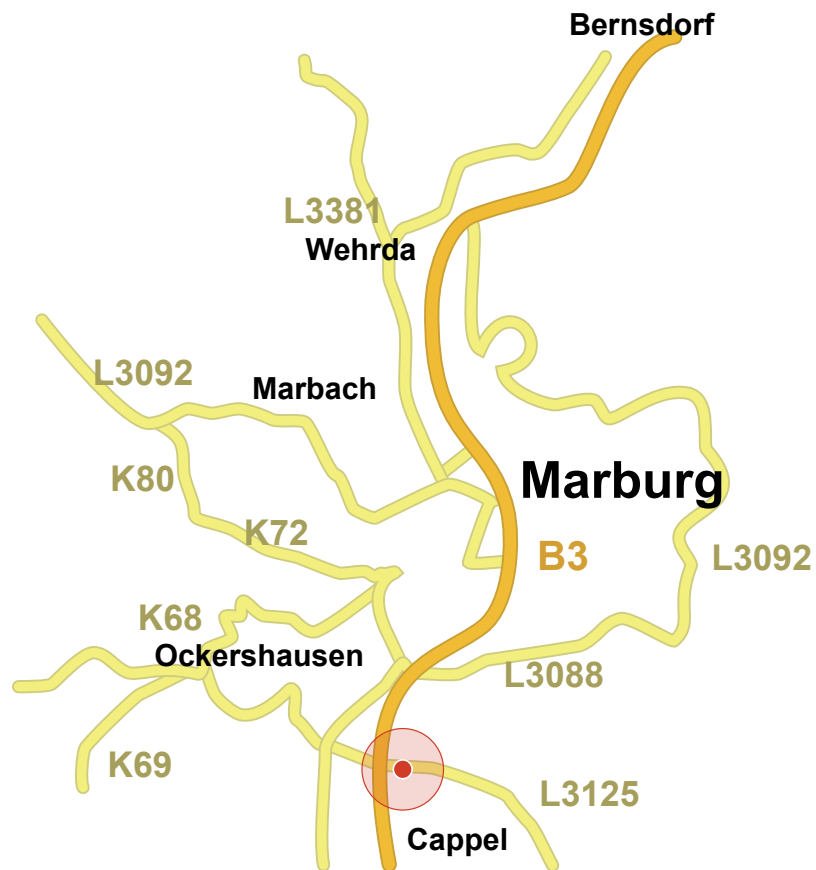 Bernsdorf
L3381
Wehrda
L3092
Marbach
K80
Marburg
K72
B3
L3092
K68
Ockershausen
L3088
K69
L3125
Cappel